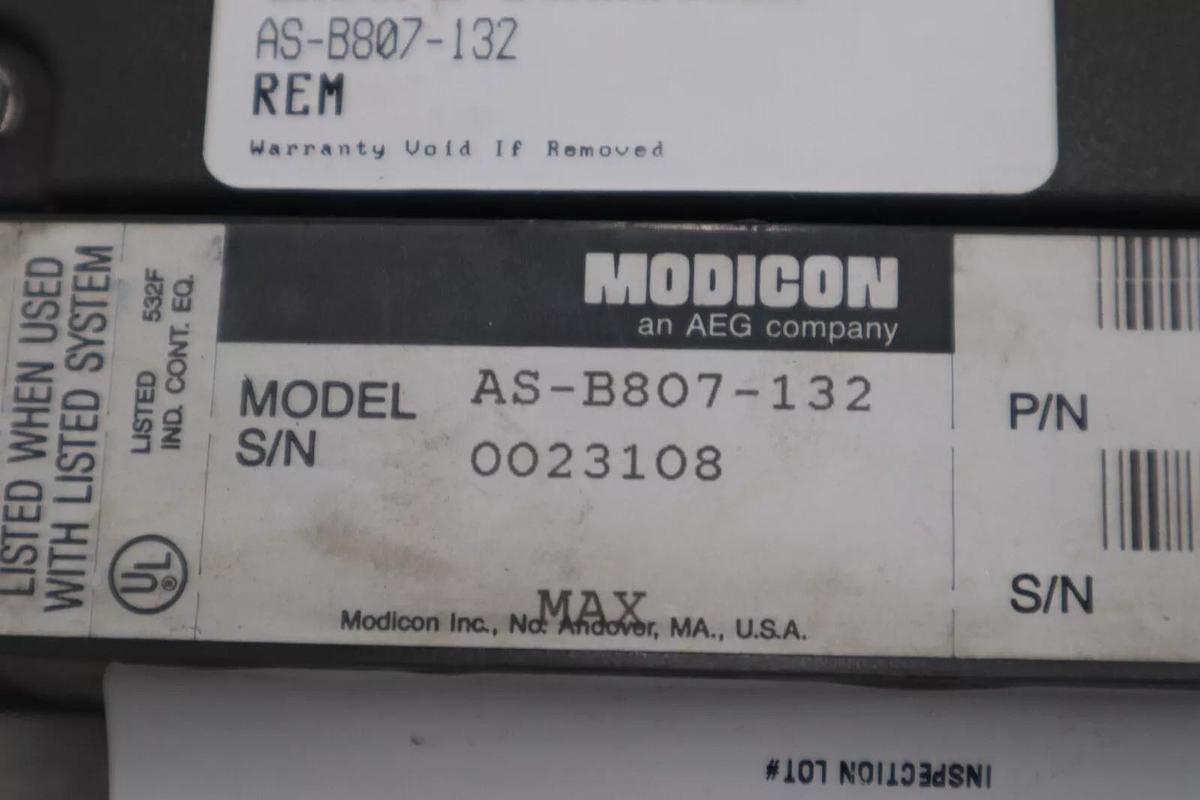 AS-B807-132
REM
Warranty Void If Removed
LISTED WHEN USED
WITH LISTED SYSTEM
LISTED 532F
IND. CONT. EQ.
UL®
MODICON
an AEG company
MODEL AS-B807-132
S/N 0023108
MAX
Modicon Inc., No. Andover, MA., U.S.A.
P/N
S/N
INSPECTION LOT#